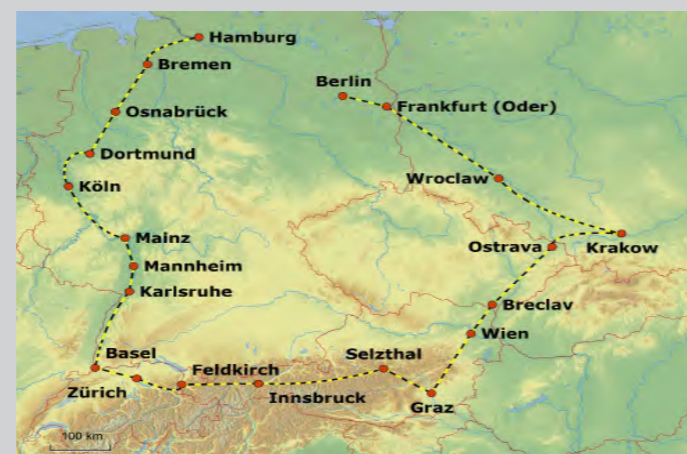 Hamburg
Bremen
Berlin
Frankfurt (Oder)
Osnabrück
Dortmund
Wroclaw
Köln
Mainz
Ostrava
Krakow
Mannheim
Karlsruhe
Breclav
Wien
Basel
Feldkirch
Selzthal
Zürich
Innsbruck
Graz
100 km